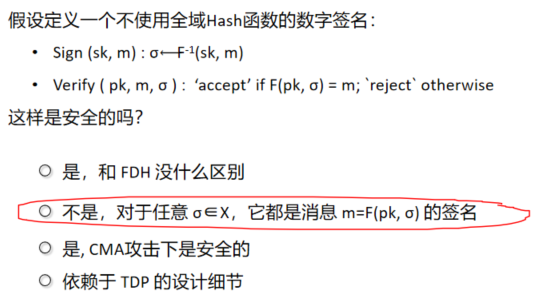 假设定义一个不使用全域Hash函数的数字签名：
• Sign (sk, m) : σ⟵F⁻¹(sk, m)
• Verify ( pk, m, σ ) : ‘accept’ if F(pk, σ) = m; `reject` otherwise
这样是安全的吗？
是，和 FDH 没什么区别
不是，对于任意 σ∈X，它都是消息 m=F(pk, σ) 的签名
是, CMA攻击下是安全的
依赖于 TDP 的设计细节